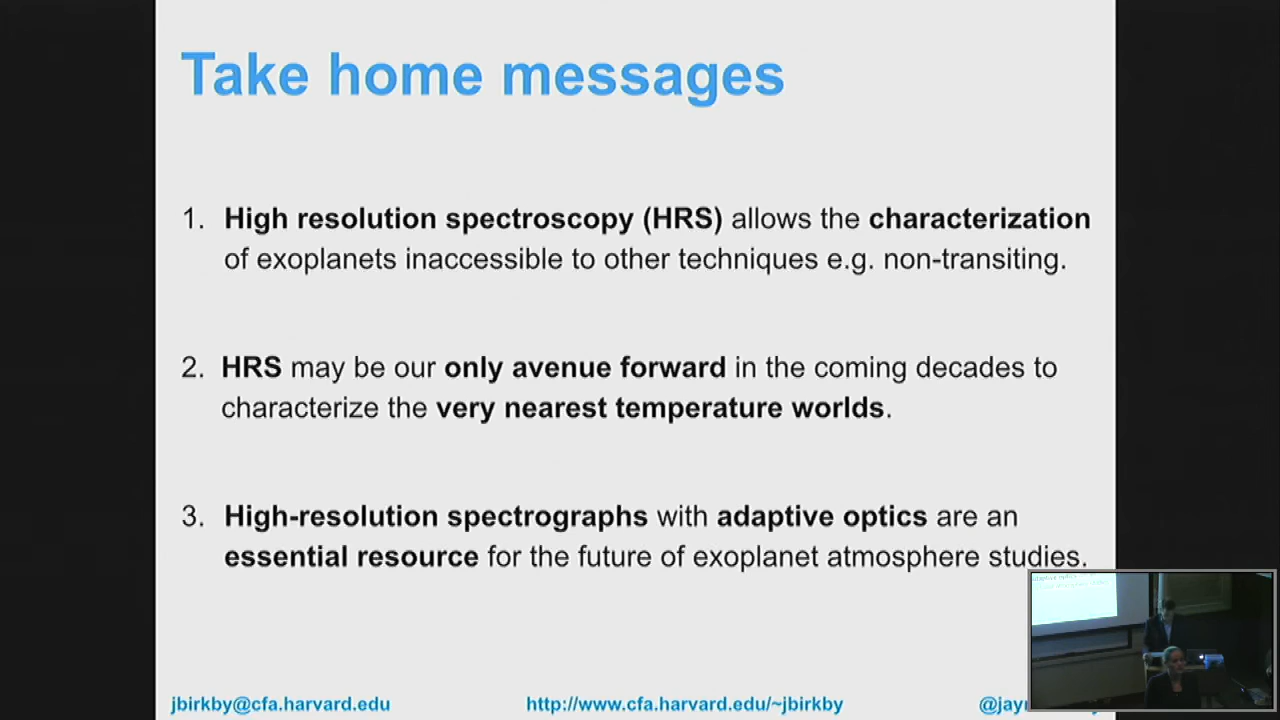 Take home messages
1. High resolution spectroscopy (HRS) allows the characterization
of exoplanets inaccessible to other techniques e.g. non-transiting.
2. HRS may be our only avenue forward in the coming decades to
characterize the very nearest temperature worlds.
3. High-resolution spectrographs with adaptive optics are an
essential resource for the future of exoplanet atmosphere studies.
jbirkby@cfa.harvard.edu http://www.cfa.harvard.edu/~jbirkby